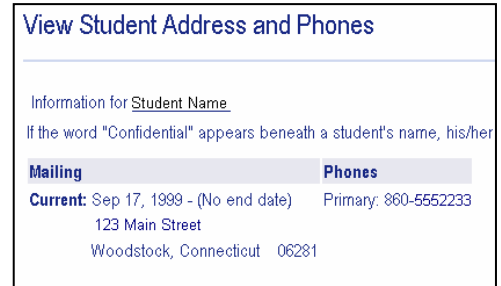 View Student Address and Phones
Information for Student Name
If the word "Confidential" appears beneath a student's name, his/her
Mailing Phones
Current: Sep 17, 1999 - (No end date) Primary: 860-5552233
123 Main Street
Woodstock, Connecticut 06281